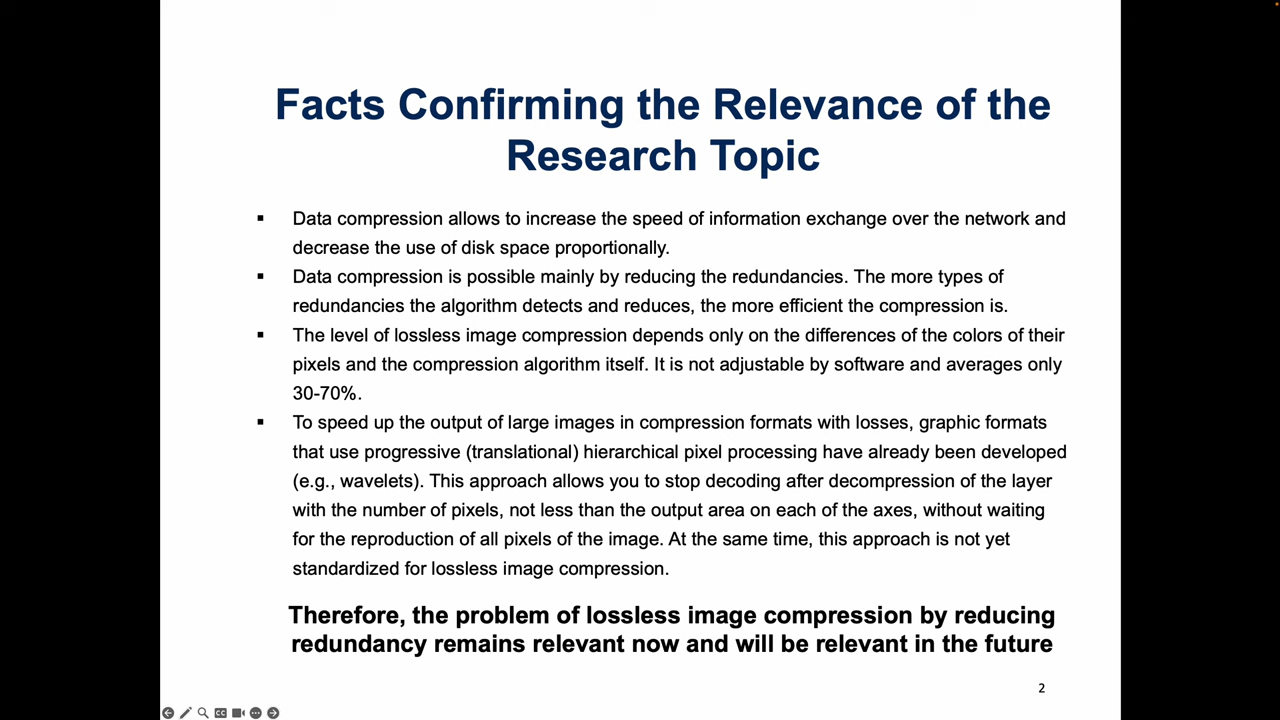 Facts Confirming the Relevance of the
Research Topic
▪ Data compression allows to increase the speed of information exchange over the network and
decrease the use of disk space proportionally.
▪ Data compression is possible mainly by reducing the redundancies. The more types of
redundancies the algorithm detects and reduces, the more efficient the compression is.
▪ The level of lossless image compression depends only on the differences of the colors of their
pixels and the compression algorithm itself. It is not adjustable by software and averages only
30-70%.
▪ To speed up the output of large images in compression formats with losses, graphic formats
that use progressive (translational) hierarchical pixel processing have already been developed
(e.g., wavelets). This approach allows you to stop decoding after decompression of the layer
with the number of pixels, not less than the output area on each of the axes, without waiting
for the reproduction of all pixels of the image. At the same time, this approach is not yet
standardized for lossless image compression.
Therefore, the problem of lossless image compression by reducing
redundancy remains relevant now and will be relevant in the future
2
CC